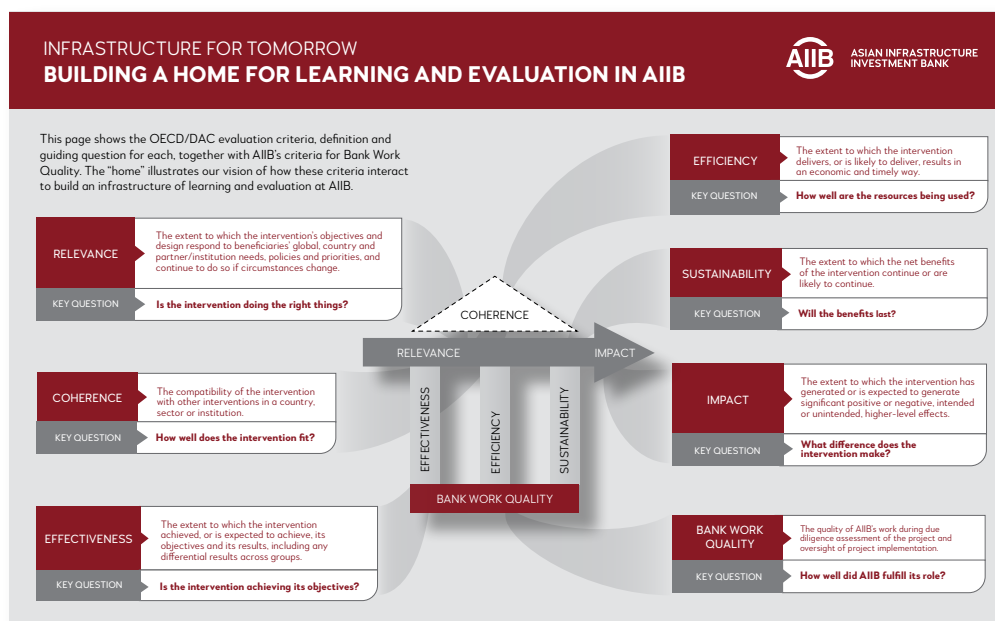 INFRASTRUCTURE FOR TOMORROW
BUILDING A HOME FOR LEARNING AND EVALUATION IN AIIB
AIIB
ASIAN INFRASTRUCTURE
INVESTMENT BANK
This page shows the OECD/DAC evaluation criteria, definition and
guiding question for each, together with AIIB's criteria for Bank Work
Quality. The "home" illustrates our vision of how these criteria interact
to build an infrastructure of learning and evaluation at AIIB.
RELEVANCE
The extent to which the intervention's objectives and
design respond to beneficiaries' global, country and
partner/institution needs, policies and priorities, and
continue to do so if circumstances change.
KEY QUESTION
Is the intervention doing the right things?
COHERENCE
The compatibility of the intervention
with other interventions in a country,
sector or institution.
KEY QUESTION
How well does the intervention fit?
EFFECTIVENESS
The extent to which the intervention
achieved, or is expected to achieve, its
objectives and its results, including any
differential results across groups.
KEY QUESTION
Is the intervention achieving its objectives?
COHERENCE
RELEVANCE
IMPACT
EFFECTIVENESS
EFFICIENCY
SUSTAINABILITY
BANK WORK QUALITY
EFFICIENCY
The extent to which the intervention
delivers, or is likely to deliver, results in
an economic and timely way.
KEY QUESTION
How well are the resources being used?
SUSTAINABILITY
The extent to which the net benefits
of the intervention continue or are
likely to continue.
KEY QUESTION
Will the benefits last?
IMPACT
The extent to which the intervention has
generated or is expected to generate
significant positive or negative, intended
or unintended, higher-level effects.
KEY QUESTION
What difference does the
intervention make?
BANK WORK
QUALITY
The quality of AIIB's work during due
diligence assessment of the project and
oversight of project implementation.
KEY QUESTION
How well did AIIB fulfill its role?